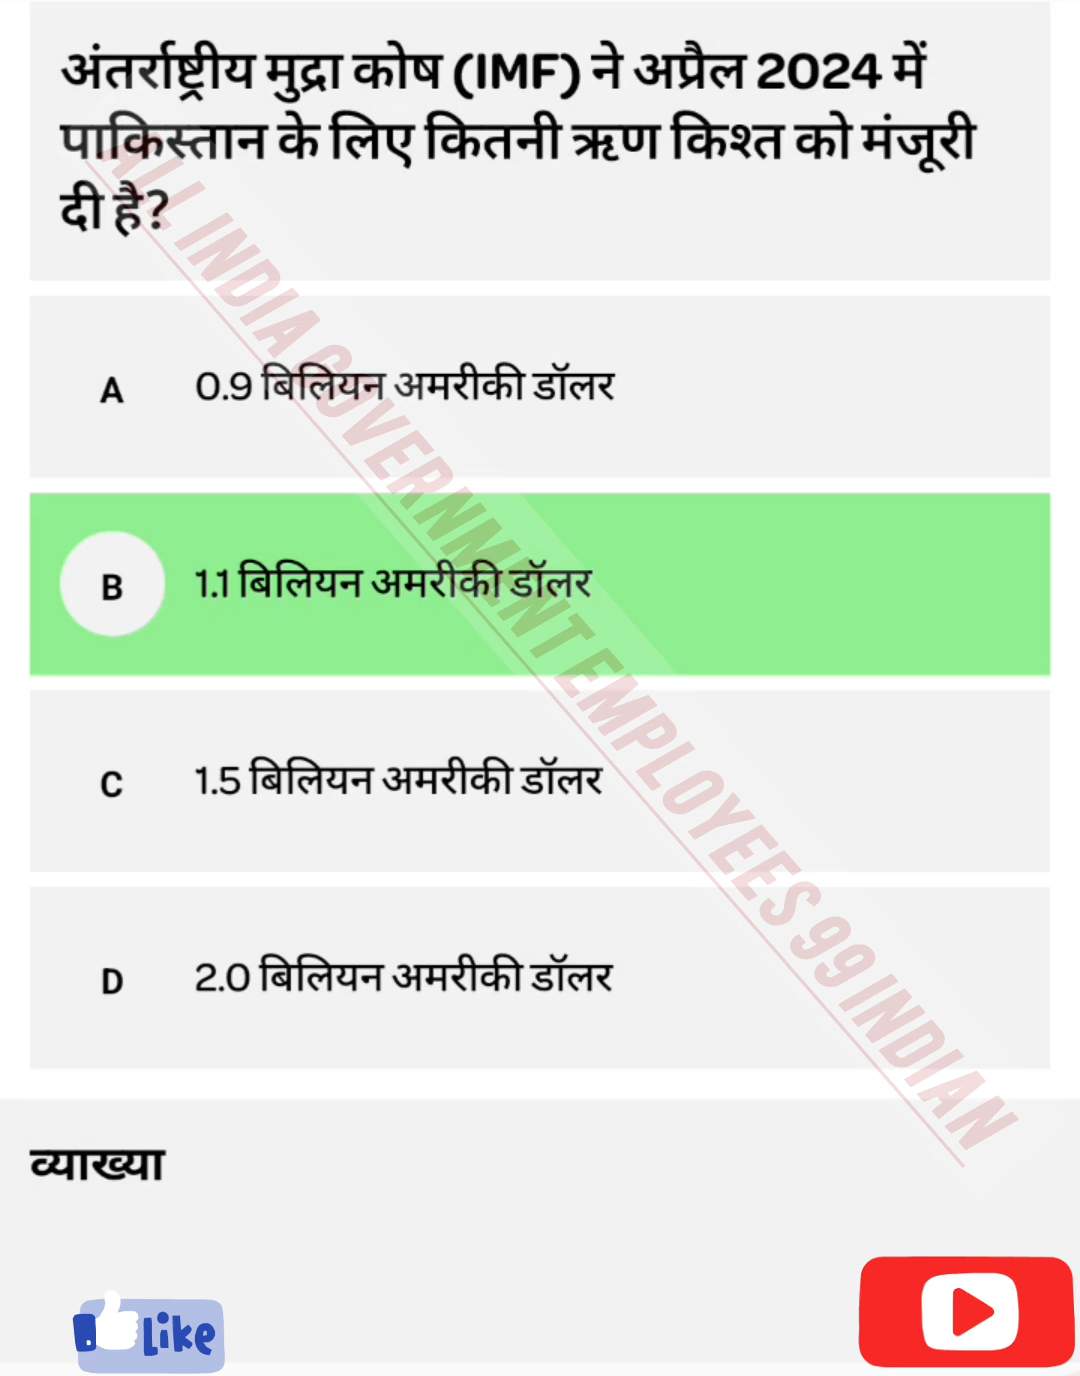 अंतर्राष्ट्रीय मुद्रा कोष (IMF) ने अप्रैल 2024 में
पाकिस्तान के लिए कितनी ऋण किश्त को मंजूरी
दी है?
A 0.9 बिलियन अमरीकी डॉलर
B 1.1 बिलियन अमरीकी डॉलर
C 1.5 बिलियन अमरीकी डॉलर
D 2.0 बिलियन अमरीकी डॉलर
व्याख्या
Like
ALL INDIA GOVERNMENT EMPLOYEES 99 INDIAN